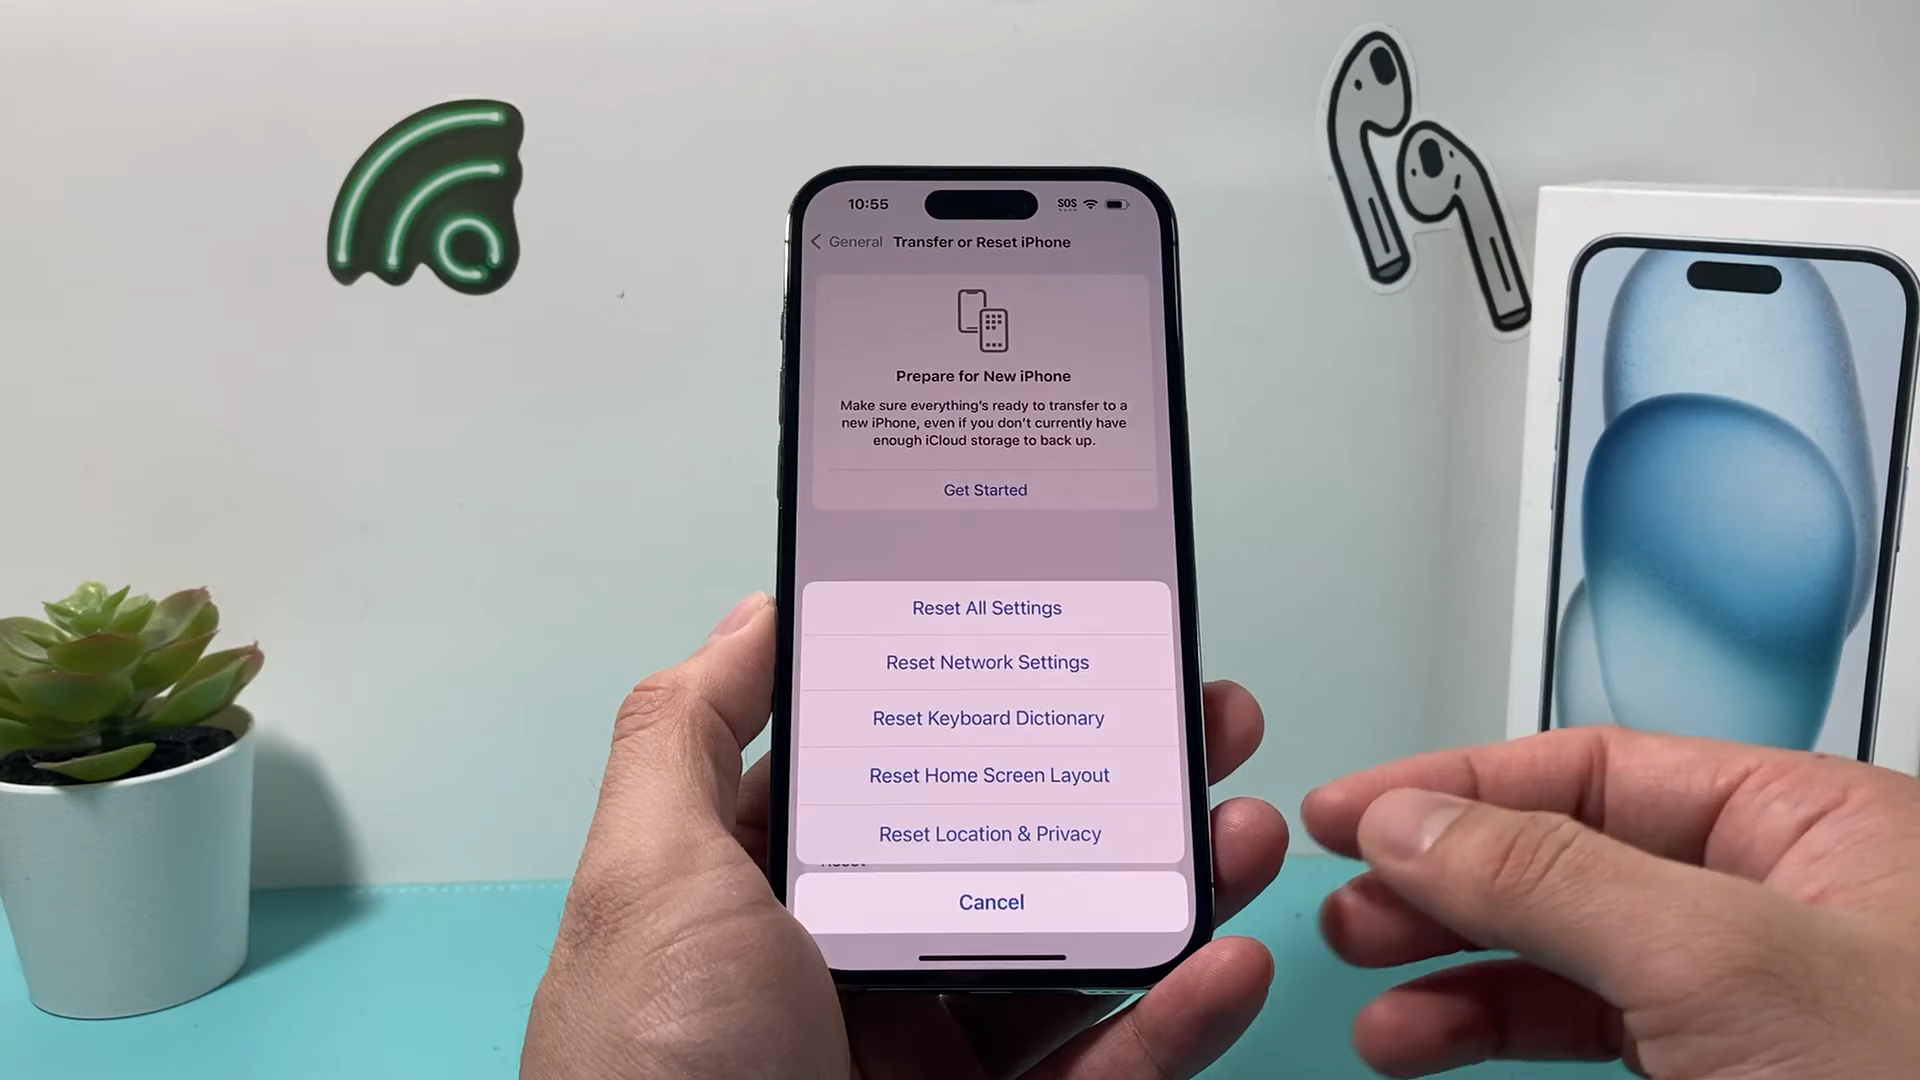 10:55 SOS
General Transfer or Reset iPhone
Prepare for New iPhone
Make sure everything's ready to transfer to a
new iPhone, even if you don't currently have
enough iCloud storage to back up.
Get Started
Reset All Settings
Reset Network Settings
Reset Keyboard Dictionary
Reset Home Screen Layout
Reset Location & Privacy
Reset
Cancel